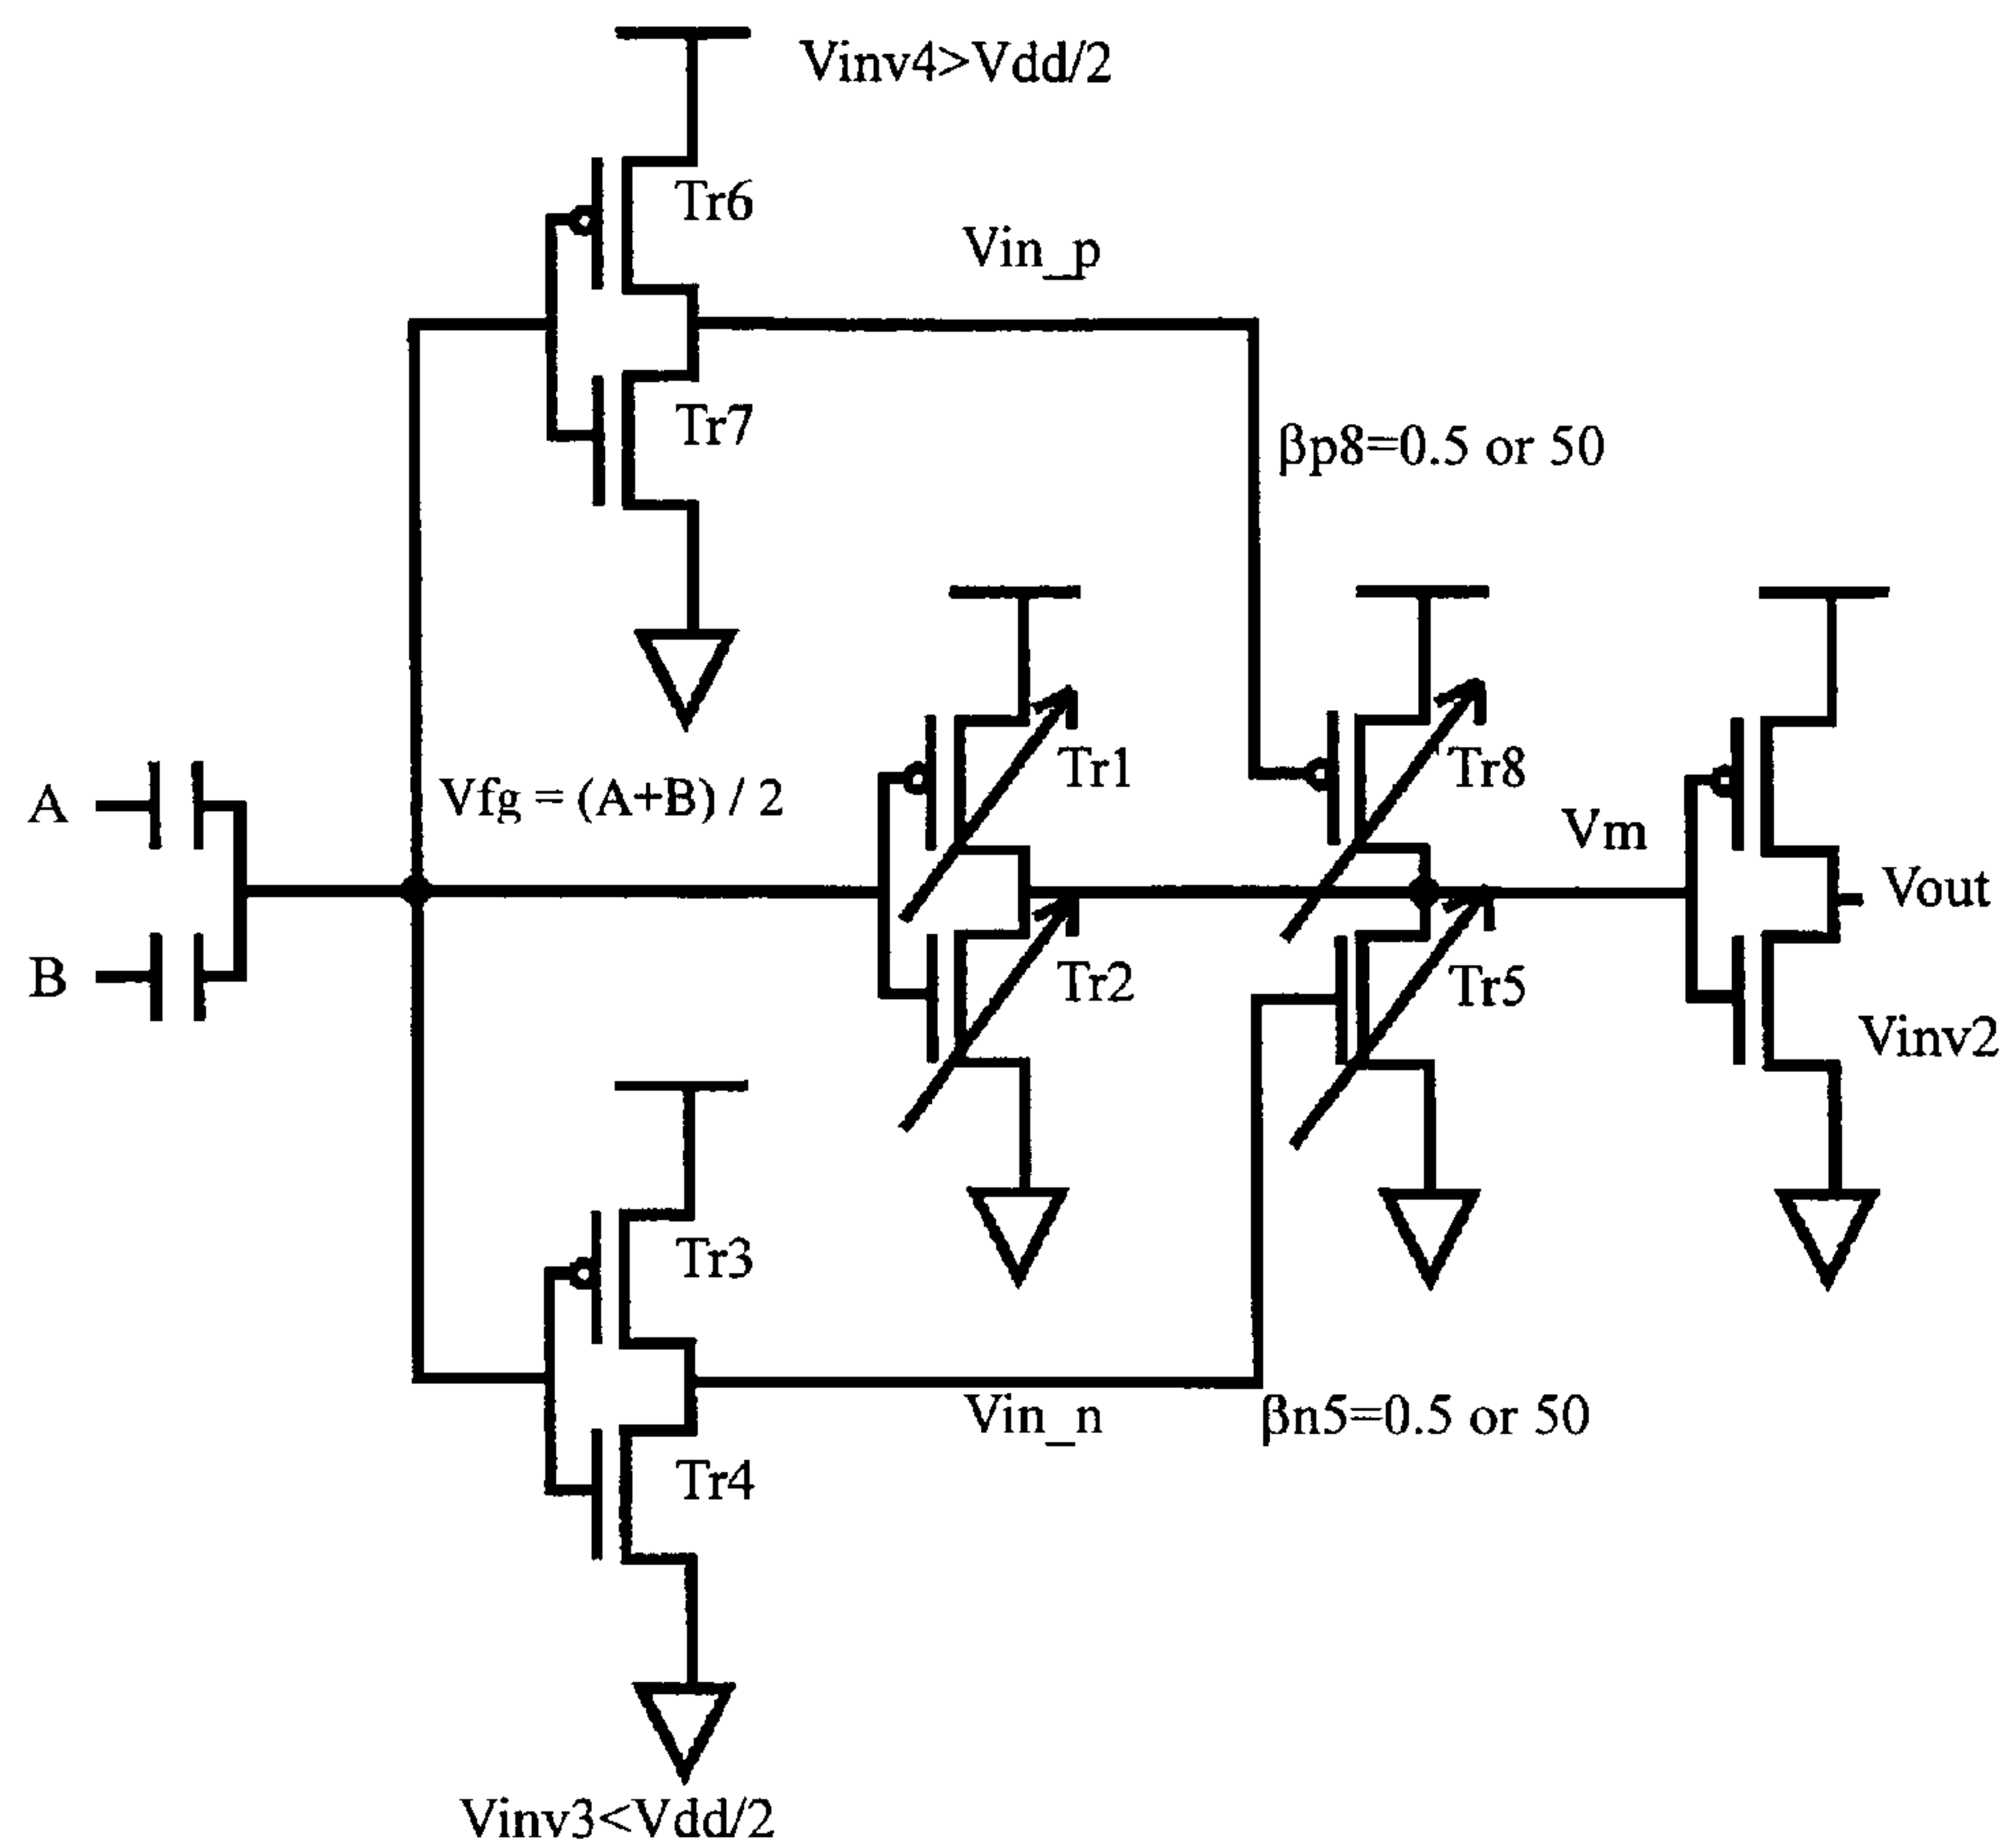 Vinv4>Vdd/2
Tr6
Vin_p
Tr7
βp8=0.5 or 50
A
Vfg = (A+B) / 2
Tr1
Tr8
Vm
Vout
B
Tr2
Tr5
Vinv2
Tr3
Vin_n
βn5=0.5 or 50
Tr4
Vinv3<Vdd/2